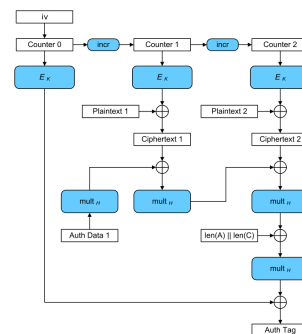 iv
Counter 0 incr Counter 1 incr Counter 2
E K E K E K
Plaintext 1 Plaintext 2
Ciphertext 1 Ciphertext 2
mult H mult H mult H
Auth Data 1 len(A) || len(C)
mult H
Auth Tag